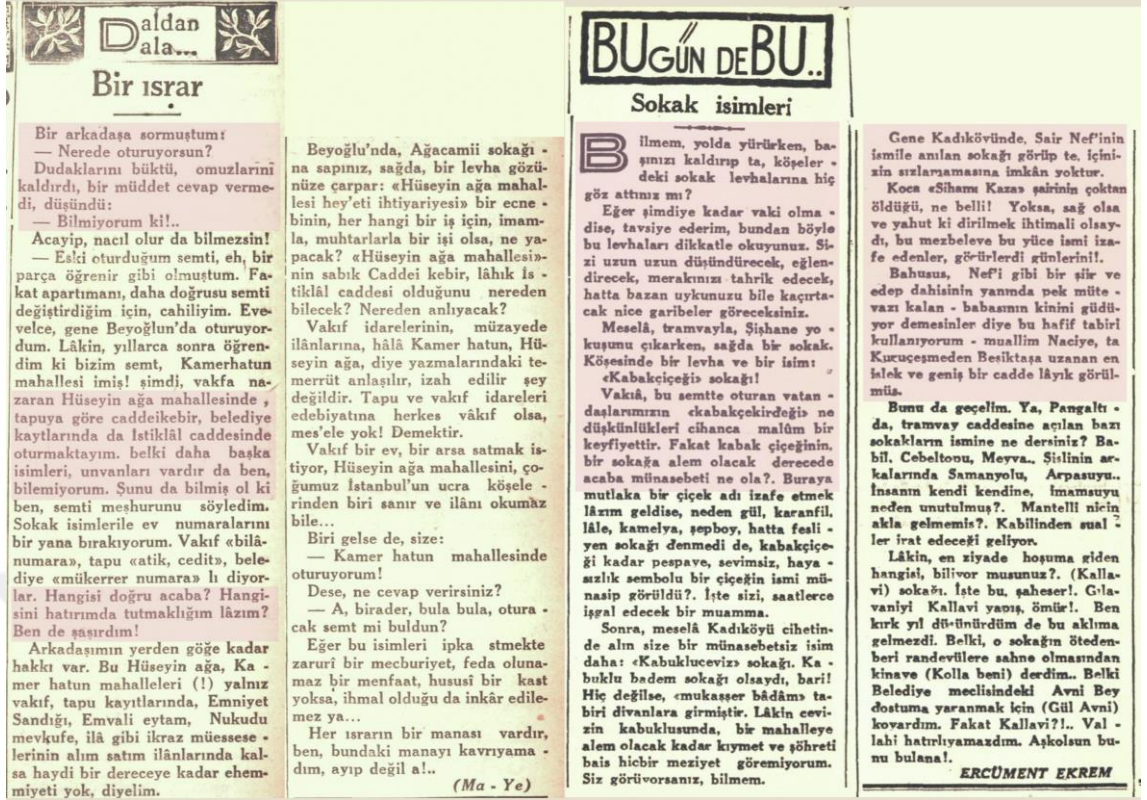 Daldan
Dala...
Bir ısrar
Bir arkadaşa sormuştum:
— Nerede oturuyorsun?
Dudaklarını büktü, omuzlarını
kaldırdı, bir müddet cevap verme-
di, düşündü:
— Bilmiyorum ki!..
Acayip, nacıl olur da bilmezsin!
— Eski oturduğum semti, eh, bir
parça öğrenir gibi olmuştum. Fa-
kat apartımanı, daha doğrusu semti
değiştirdiğim için, cahiliyim. Eve-
velce, gene Beyoğlun'da oturuyor-
dum. Lâkin, yıllarca sonra öğren-
dim ki bizim semt, Kamerhatun
mahallesi imiş! şimdi, vakfa na-
zaran Hüseyin ağa mahallesinde,
tapuya göre caddeikebir, belediye
kaytlarında da İstiklâl caddesinde
oturmaktayım. belki daha başka
isimleri, unvanları vardır da ben,
bilemiyorum. Şunu da bilmiş ol ki
ben, semti meşhurunu söyledim.
Sokak isimlerile ev numaralarını
bir yana bırakıyorum. Vakıf «bilâ-
numara», tapu «atik, cedit», bele-
diye «mükerrer numara» lı diyor-
lar. Hangisi doğru acaba? Hangi-
sini hatırımda tutmaklığım lâzım?
Ben de şaşırdım!
Arkadaşımın yerden göğe kadar
hakkı var. Bu Hüseyin ağa, Ka -
mer hatun mahalleleri (!) yalnız
vakıf, tapu kayıtlarında, Emniyet
Sandığı, Emvali eytam, Nukudu
mevkufe, ilâ gibi ikraz müessese -
lerinin alım satım ilânlarında kal-
sa haydi bir dereceye kadar ehem-
miyeti yok, diyelim.
Beyoğlu'nda, Ağacamii sokağı -
na sapınız, sağda, bir levha gözü-
nüze çarpar: «Hüseyin ağa mahal-
lesi hey'eti ihtiyariyesi» bir ecne -
binin, her hangi bir iş için, imam-
la, muhtarlarla bir işi olsa, ne ya-
pacak? «Hüseyin ağa mahallesi»-
nin sabık Caddei kebir, lâhık İs -
tiklâl caddesi olduğunu nereden
bilecek? Nereden anlıyacak?
Vakıf idarelerinin, müzayede
ilânlarına, hâlâ Kamer hatun, Hü-
seyin ağa, diye yazmalarındaki te-
merrüt anlaşılır, izah edilir şey
değildir. Tapu ve vakıf idareleri
edebiyatına herkes vâkıf olsa,
mes'ele yok! Demektir.
Vakıf bir ev, bir arsa satmak is-
tiyor, Hüseyin ağa mahallesini, ço-
ğumuz İstanbul'un ucra köşele -
rinden biri sanır ve ilânı okumaz
bile...
Biri gelse de, size:
— Kamer hatun mahallesinde
oturuyorum!
Dese, ne cevap verirsiniz?
— A, birader, bula bula, otura -
cak semt mi buldun?
Eğer bu isimleri ipka stmekte
zarurî bir mecburiyet, feda oluna-
maz bir menfaat, hususî bir kast
yoksa, ihmal olduğu da inkâr edile-
mez ya...
Her ısrarın bir manası vardır,
ben, bundaki manayı kavrıyama -
dım, ayıp değil a!..
(Ma - Ye)
BUGÜN DE BU..
Sokak isimleri
Bilmem, yolda yürürken, ba-
şınızı kaldırıp ta, köşeler -
deki sokak levhalarına hiç
göz attınız mı?
Eğer şimdiye kadar vaki olma -
dise, tavsiye ederim, bundan böyle
bu levhaları dikkatle okuyunuz. Si-
zi uzun uzun düşündürecek, eğlen-
direcek, merakınızı tahrik edecek,
hatta bazan uykunuzu bile kaçırta-
cak nice garibeler göreceksiniz.
Meselâ, tramvayla, Şişhane yo -
kuşunu çıkarken, sağda bir sokak.
Köşesinde bir levha ve bir isim:
«Kabakçiçeği» sokağı!
Vakıâ, bu semtte oturan vatan -
daşlarımızın «kabakçekirdeği» ne
düşkünlükleri cihanca malûm bir
keyfiyettir. Fakat kabak çiçeğinin,
bir sokağa alem olacak derecede
acaba münasebeti ne ola?. Buraya
mutlaka bir çiçek adı izafe etmek
lâzım geldise, neden gül, karanfil,
lâle, kamelya, şepboy, hatta fesli -
yen sokağı denmedi de, kabakçiçe-
ği kadar pespaye, sevimsiz, haya -
sızlık sembolu bir çiçeğin ismi mü-
nasip görüldü?. İşte sizi, saatlerce
işgal edecek bir muamma.
Sonra, meselâ Kadıköyü cihetin-
de alın size bir münasebetsiz isim
daha: «Kabukluceviz» sokağı. Ka -
buklu badem sokağı olsaydı, bari!
Hiç değilse, «mukaşşer bâdâm» ta-
biri divanlara girmiştir. Lâkin cevi-
zin kabuklusunda, bir mahalleye
alem olacak kadar kıymet ve şöhreti
bais hicbir meziyet göremiyorum.
Siz görüyorsanız, bilmem.
Gene Kadıkövünde, Sair Nef'inin
ismile anılan sokağı görüp te, içini-
zin sızlamamasına imkân yoktur.
Koca «Sihamı Kaza» şairinin çoktan
öldüğü, ne belli! Yoksa, sağ olsa
ve yahut ki dirilmek ihtimali olsay-
dı, bu mezbeleve bu yüce ismi iza-
fe edenler, görürlerdi günlerini!.
Bahusus, Nef'i gibi bir şiir ve
edep dahisinin yanında pek müte -
vazı kalan - babasının kinini güdü-
yor demesinler diye bu hafif tabiri
kullanıyorum - muallim Naciye, ta
Kuruçeşmeden Beşiktaşa uzanan en
işlek ve geniş bir cadde lâyık görül-
müş.
Bunu da geçelim. Ya, Pangaltı -
da, tramvay caddesine açılan bazı
sokakların ismine ne dersiniz? Ba-
bil, Cebeltonu, Meyva.. Şişlinin ar-
kalarında Samanyolu, Arpasuyu..
İnsanın kendi kendine, İmamsuyu
neden unutulmuş?. Mantelli niçin
akla gelmemiş?. Kabilinden sual -
ler irat edeceği geliyor.
Lâkin, en ziyade hoşuma giden
hangisi, biliyor musunuz?. (Kalla-
vi) sokağı. İşte bu, şaheser!. Gıla-
vaniyi Kallavi yapış, ömür!. Ben
kırk yıl düşünürdüm de bu aklıma
gelmezdi. Belki, o sokağın öteden-
beri randevülere sahne olmasından
kinaye (Kolla beni) derdim.. Belki
Belediye meclisindeki Avni Bey
dostuma yaranmak için (Gül Avni)
kovardım. Fakat Kallavi?!.. Val -
lahi hatırlıyamazdım. Aşkolsun bu-
nu bulana!.
ERCÜMENT EKREM